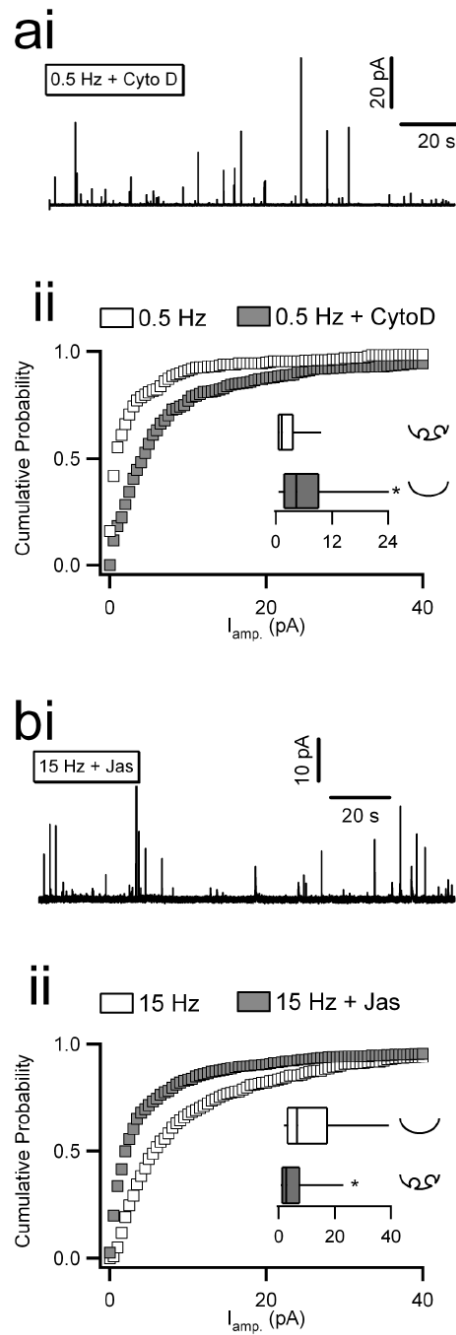 ai
0.5 Hz + Cyto D
20 pA
20 s
ii
0.5 Hz 0.5 Hz + CytoD
1.0
Cumulative Probability
0.5
*
0 12 24
0.0
0 20 40
Iamp. (pA)
bi
15 Hz + Jas
10 pA
20 s
ii
15 Hz 15 Hz + Jas
1.0
Cumulative Probability
0.5
*
0 20 40
0.0
0 20 40
Iamp. (pA)